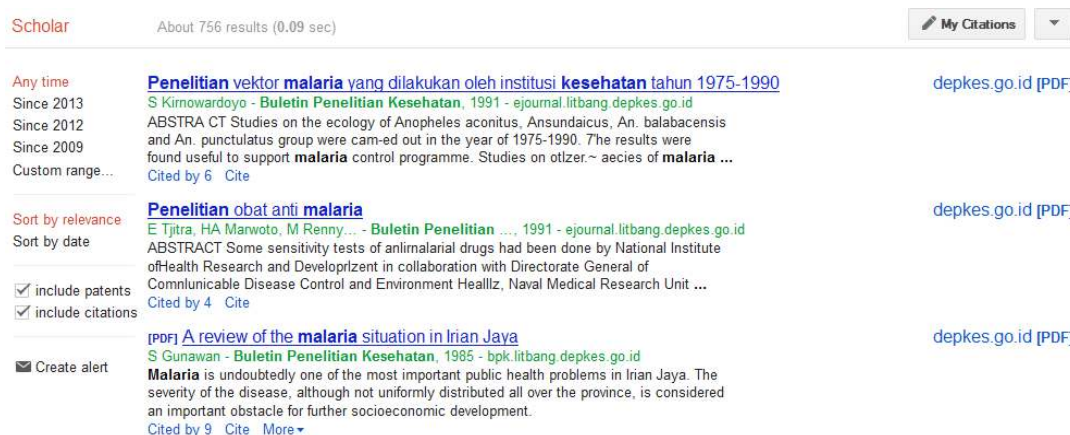 Scholar
About 756 results (0.09 sec)
My Citations
Any time
Since 2013
Since 2012
Since 2009
Custom range...
Sort by relevance
Sort by date
include patents
include citations
Create alert
Penelitian vektor malaria yang dilakukan oleh institusi kesehatan tahun 1975-1990
depkes.go.id [PDF]
S Kirnowardoyo - Buletin Penelitian Kesehatan, 1991 - ejournal.litbang.depkes.go.id
ABSTRA CT Studies on the ecology of Anopheles aconitus, Ansundaicus, An. balabacensis
and An. punctulatus group were cam-ed out in the year of 1975-1990. 7'he results were
found useful to support malaria control programme. Studies on otlzer.~ aecies of malaria ...
Cited by 6 Cite
Penelitian obat anti malaria
depkes.go.id [PDF]
E Tjitra, HA Marwoto, M Renny... - Buletin Penelitian ..., 1991 - ejournal.litbang.depkes.go.id
ABSTRACT Some sensitivity tests of anlirnalarial drugs had been done by National Institute
ofHealth Research and Developrlzent in collaboration with Directorate General of
Comnlunicable Disease Control and Environment Healllz, Naval Medical Research Unit ...
Cited by 4 Cite
[PDF] A review of the malaria situation in Irian Jaya
depkes.go.id [PDF]
S Gunawan - Buletin Penelitian Kesehatan, 1985 - bpk.litbang.depkes.go.id
Malaria is undoubtedly one of the most important public health problems in Irian Jaya. The
severity of the disease, although not uniformly distributed all over the province, is considered
an important obstacle for further socioeconomic development.
Cited by 9 Cite More